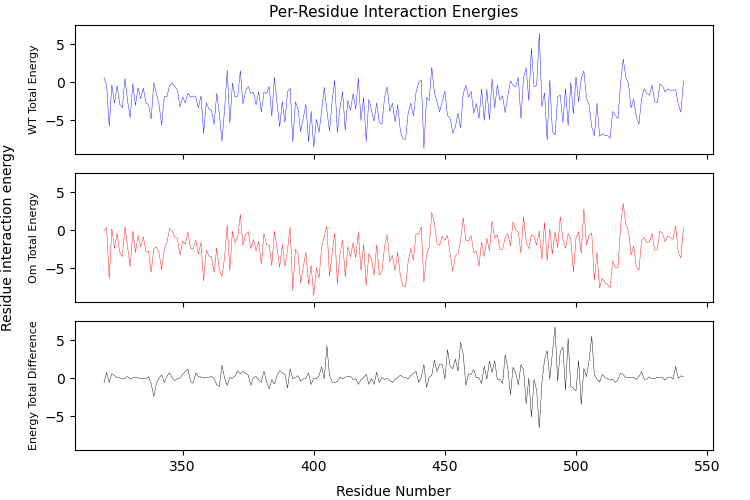 Per-Residue Interaction Energies
Residue interaction energy
WT Total Energy
5
0
−5
Om Total Energy
5
0
−5
Energy Total Difference
5
0
−5
350 400 450 500 550
Residue Number